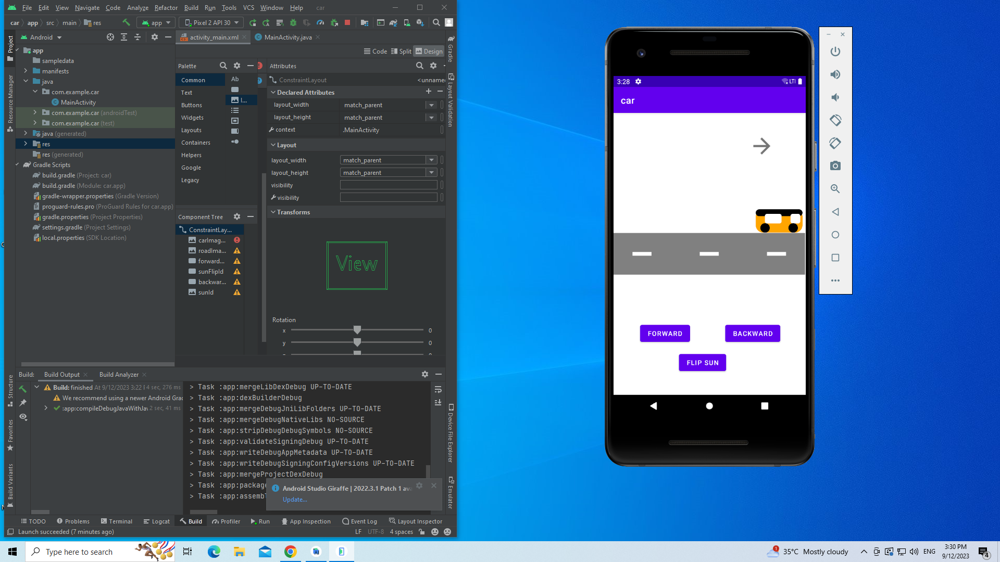 File Edit View Navigate Code Analyze Refactor Build Run Tools VCS Window Help car
car app src main res app Pixel 2 API 30
Project
Android
activity_main.xml MainActivity.java
Code Split Design
app
sampledata
manifests
java
com.example.car
MainActivity
com.example.car (androidTest)
com.example.car (test)
java (generated)
res
res (generated)
Gradle Scripts
build.gradle (Project: car)
build.gradle (Module: car.app)
gradle-wrapper.properties (Gradle Version)
proguard-rules.pro (ProGuard Rules for car.app)
gradle.properties (Project Properties)
settings.gradle (Project Settings)
local.properties (SDK Location)
Resource Manager
Structure
Favorites
Build Variants
Palette
Common
Text
Buttons
Widgets
Layouts
Containers
Helpers
Google
Legacy
Ab
I...
Component Tree
ConstraintLay...
carImag...
roadIma...
forward...
sunFlipId
backwar...
sunId
Attributes
ConstraintLayout <unname
Declared Attributes
layout_width match_parent
layout_height match_parent
context .MainActivity
Layout
layout_width match_parent
layout_height match_parent
visibility
visibility
Transforms
View
Rotation
x 0
y 0
Gradle
Layout Validation
Device File Explorer
Emulator
Build: Build Output Build Analyzer
Build: finished At 9/12/2023 3:22 4 sec, 276 ms
We recommend using a newer Android Grac
:app:compileDebugJavaWithJav 2 sec, 41 ms
> Task :app:mergeLibDexDebug UP-TO-DATE
> Task :app:dexBuilderDebug
> Task :app:mergeDebugJniLibFolders UP-TO-DATE
> Task :app:mergeDebugNativeLibs NO-SOURCE
> Task :app:stripDebugDebugSymbols NO-SOURCE
> Task :app:validateSigningDebug UP-TO-DATE
> Task :app:writeDebugAppMetadata UP-TO-DATE
> Task :app:writeDebugSigningConfigVersions UP-TO-DATE
> Task :app:mergeProjectDexDebug
> Task :app:package
> Task :app:assembl
Android Studio Giraffe | 2022.3.1 Patch 1 ava
Update...
TODO Problems Terminal Logcat Build Profiler Run App Inspection Event Log Layout Inspector
Launch succeeded (7 minutes ago) LF UTF-8 4 spaces
3:28 LTE
car
FORWARD BACKWARD
FLIP SUN
Type here to search
1 35°C Mostly cloudy ENG 3:30 PM
9/12/2023 4